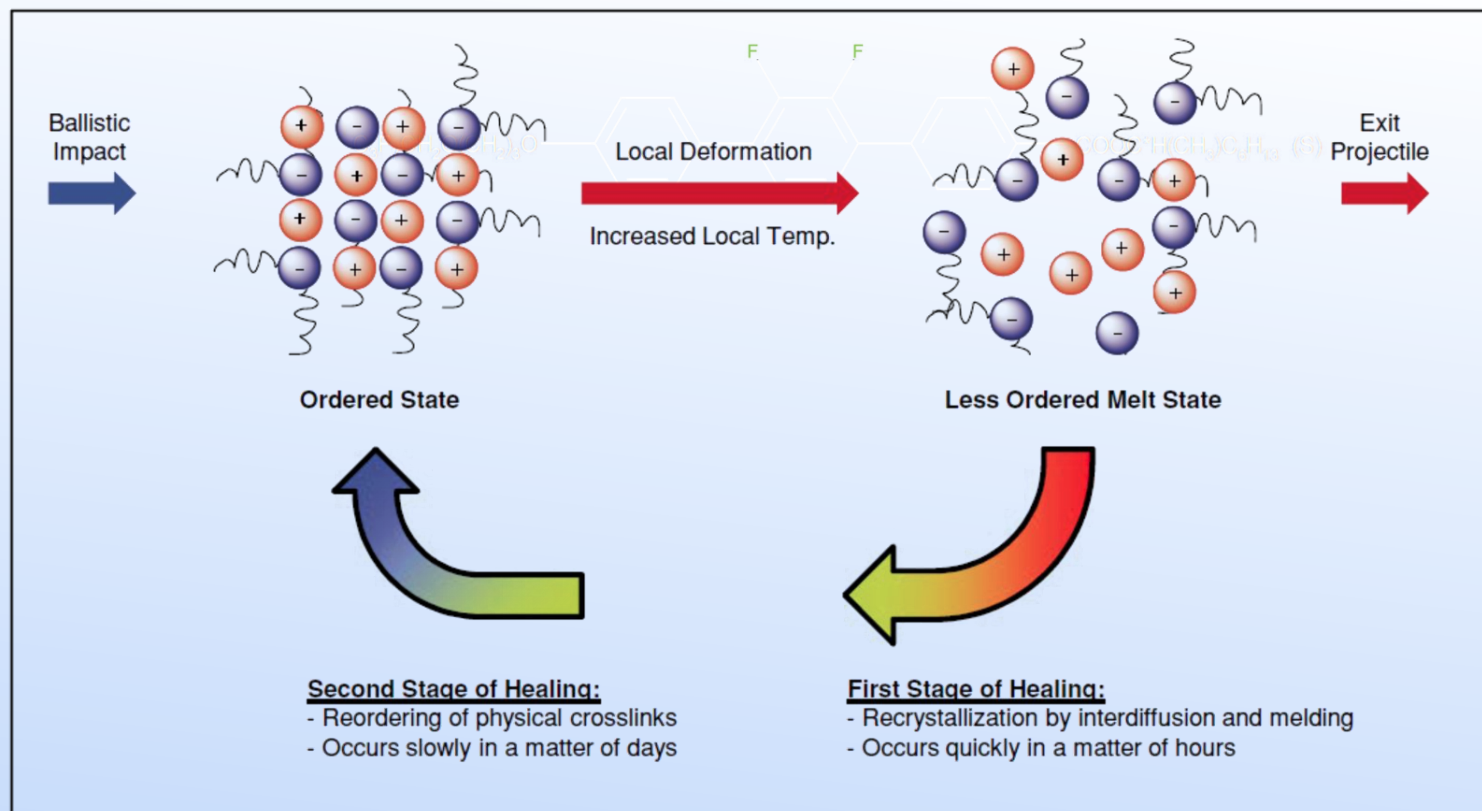 Ballistic
Impact
F
F
Local Deformation
Increased Local Temp.
Exit
Projectile
Ordered State
Less Ordered Melt State
Second Stage of Healing:
- Reordering of physical crosslinks
- Occurs slowly in a matter of days
First Stage of Healing:
- Recrystallization by interdiffusion and melding
- Occurs quickly in a matter of hours